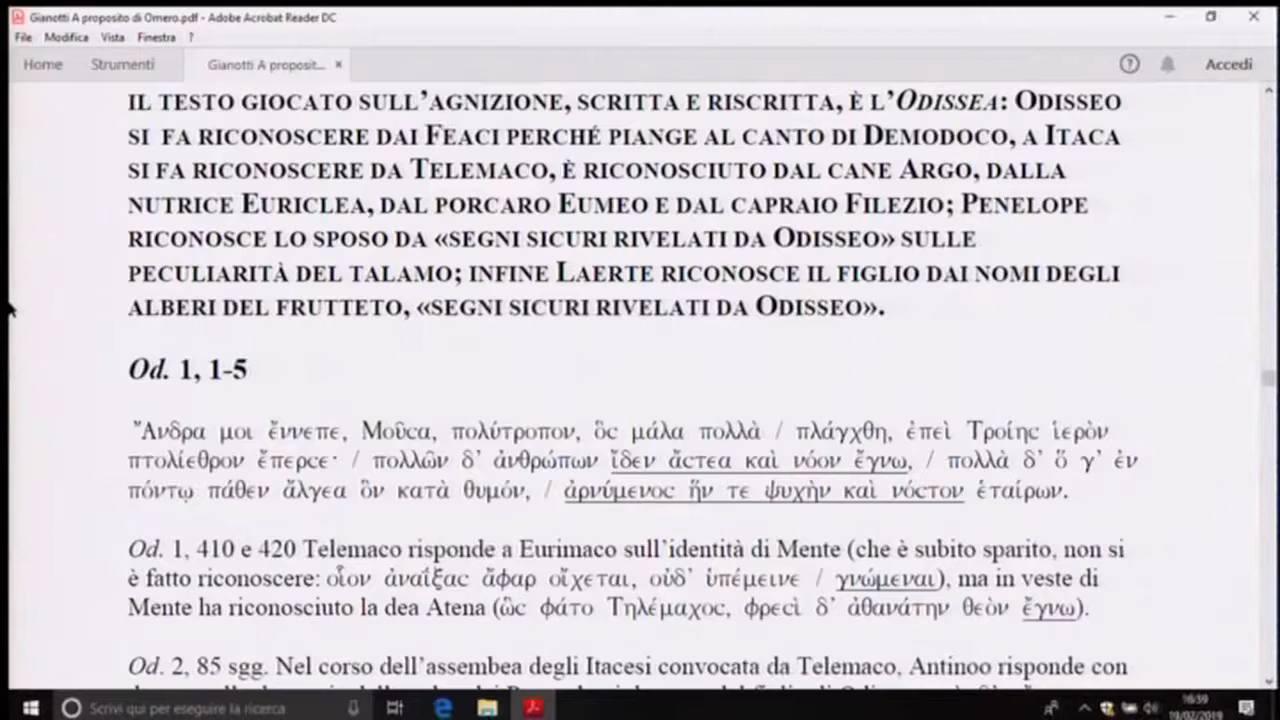 Gianotti A proposito di Omero.pdf - Adobe Acrobat Reader DC
File Modifica Vista Finestra ?
Home Strumenti Gianotti A proposit... × Accedi
IL TESTO GIOCATO SULL’AGNIZIONE, SCRITTA E RISCRITTA, È L’ODISSEA: ODISSEO
SI FA RICONOSCERE DAI FEACI PERCHÉ PIANGE AL CANTO DI DEMODOCO, A ITACA
SI FA RICONOSCERE DA TELEMACO, È RICONOSCIUTO DAL CANE ARGO, DALLA
NUTRICE EURICLEA, DAL PORCARO EUMEO E DAL CAPRAIO FILEZIO; PENELOPE
RICONOSCE LO SPOSO DA «SEGNI SICURI RIVELATI DA ODISSEO» SULLE
PECULIARITÀ DEL TALAMO; INFINE LAERTE RICONOSCE IL FIGLIO DAI NOMI DEGLI
ALBERI DEL FRUTTETO, «SEGNI SICURI RIVELATI DA ODISSEO».
Od. 1, 1-5
Ἄνδρα μοι ἔννεπε, Μοῦϲα, πολύτροπον, ὃϲ μάλα πολλὰ / πλάγχθη, ἐπεὶ Τροίηϲ ἱερὸν
πτολίεθρον ἔπερϲε· / πολλῶν δ’ ἀνθρώπων ἴδεν ἄϲτεα καὶ νόον ἔγνω, / πολλὰ δ’ ὅ γ’ ἐν
πόντῳ πάθεν ἄλγεα ὃν κατὰ θυμόν, / ἀρνύμενοϲ ἥν τε ψυχὴν καὶ νόϲτον ἑταίρων.
Od. 1, 410 e 420 Telemaco risponde a Eurimaco sull’identità di Mente (che è subito sparito, non si
è fatto riconoscere: οἷον ἀναΐξαϲ ἄφαρ οἴχεται, οὐδ’ ὑπέμεινε / γνώμεναι), ma in veste di
Mente ha riconosciuto la dea Atena (ὣϲ φάτο Τηλέμαχοϲ, φρεϲὶ δ’ ἀθανάτην θεὸν ἔγνω).
Od. 2, 85 sgg. Nel corso dell’assembea degli Itacesi convocata da Telemaco, Antinoo risponde con
Scrivi qui per eseguire la ricerca
16:39